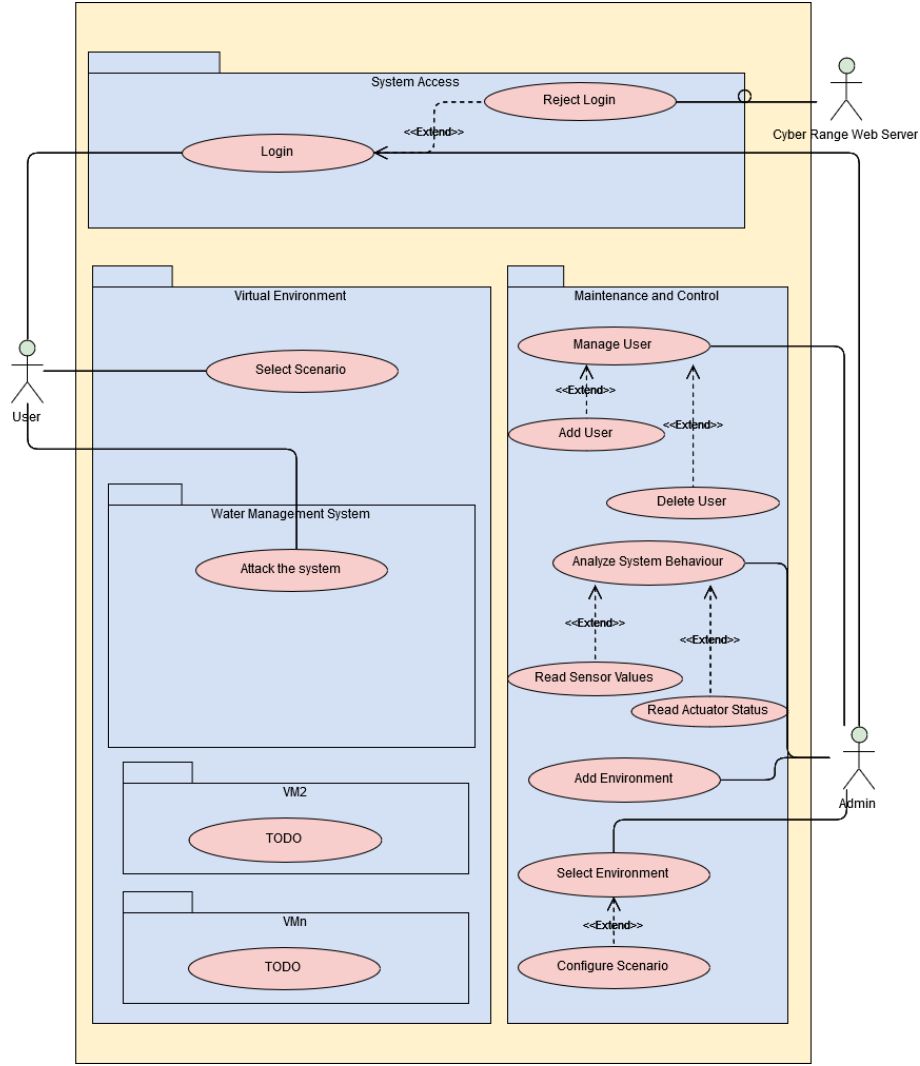 System Access
Reject Login
<<Extend>>
Login
Cyber Range Web Server
Virtual Environment
Select Scenario
User
Water Management System
Attack the system
VM2
TODO
VMn
TODO
Maintenance and Control
Manage User
<<Extend>>
Add User
<<Extend>>
Delete User
Analyze System Behaviour
<<Extend>>
<<Extend>>
Read Sensor Values
Read Actuator Status
Add Environment
Admin
Select Environment
<<Extend>>
Configure Scenario